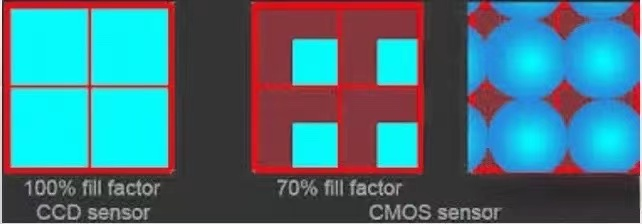 100% fill factor
CCD sensor
70% fill factor
CMOS sensor